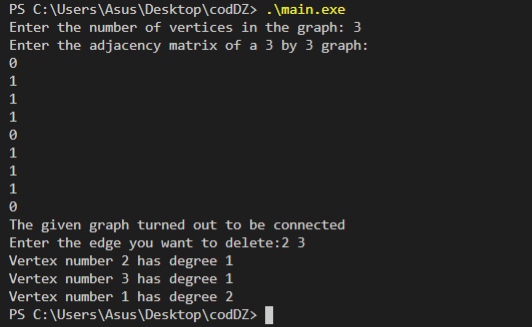 PS C:\Users\Asus\Desktop\codDZ> .\main.exe
Enter the number of vertices in the graph: 3
Enter the adjacency matrix of a 3 by 3 graph:
0
1
1
1
0
1
1
1
0
The given graph turned out to be connected
Enter the edge you want to delete:2 3
Vertex number 2 has degree 1
Vertex number 3 has degree 1
Vertex number 1 has degree 2
PS C:\Users\Asus\Desktop\codDZ>